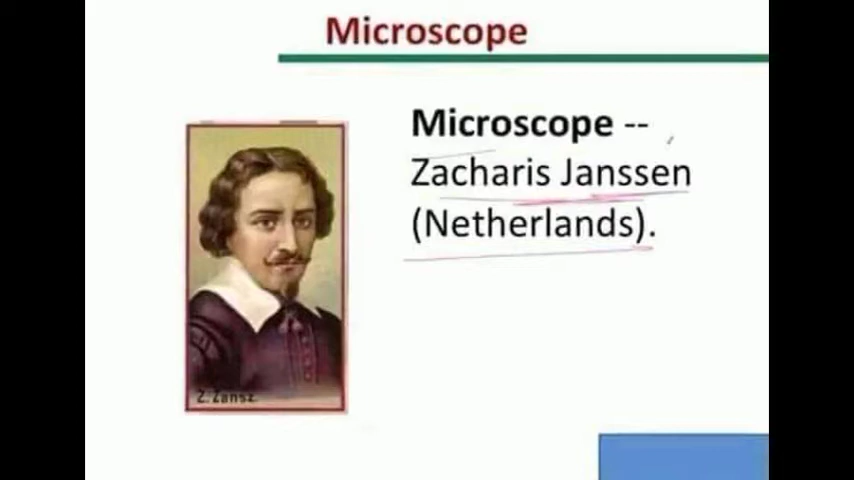 Microscope
Microscope --
Zacharis Janssen
(Netherlands).
Z. Zansz.